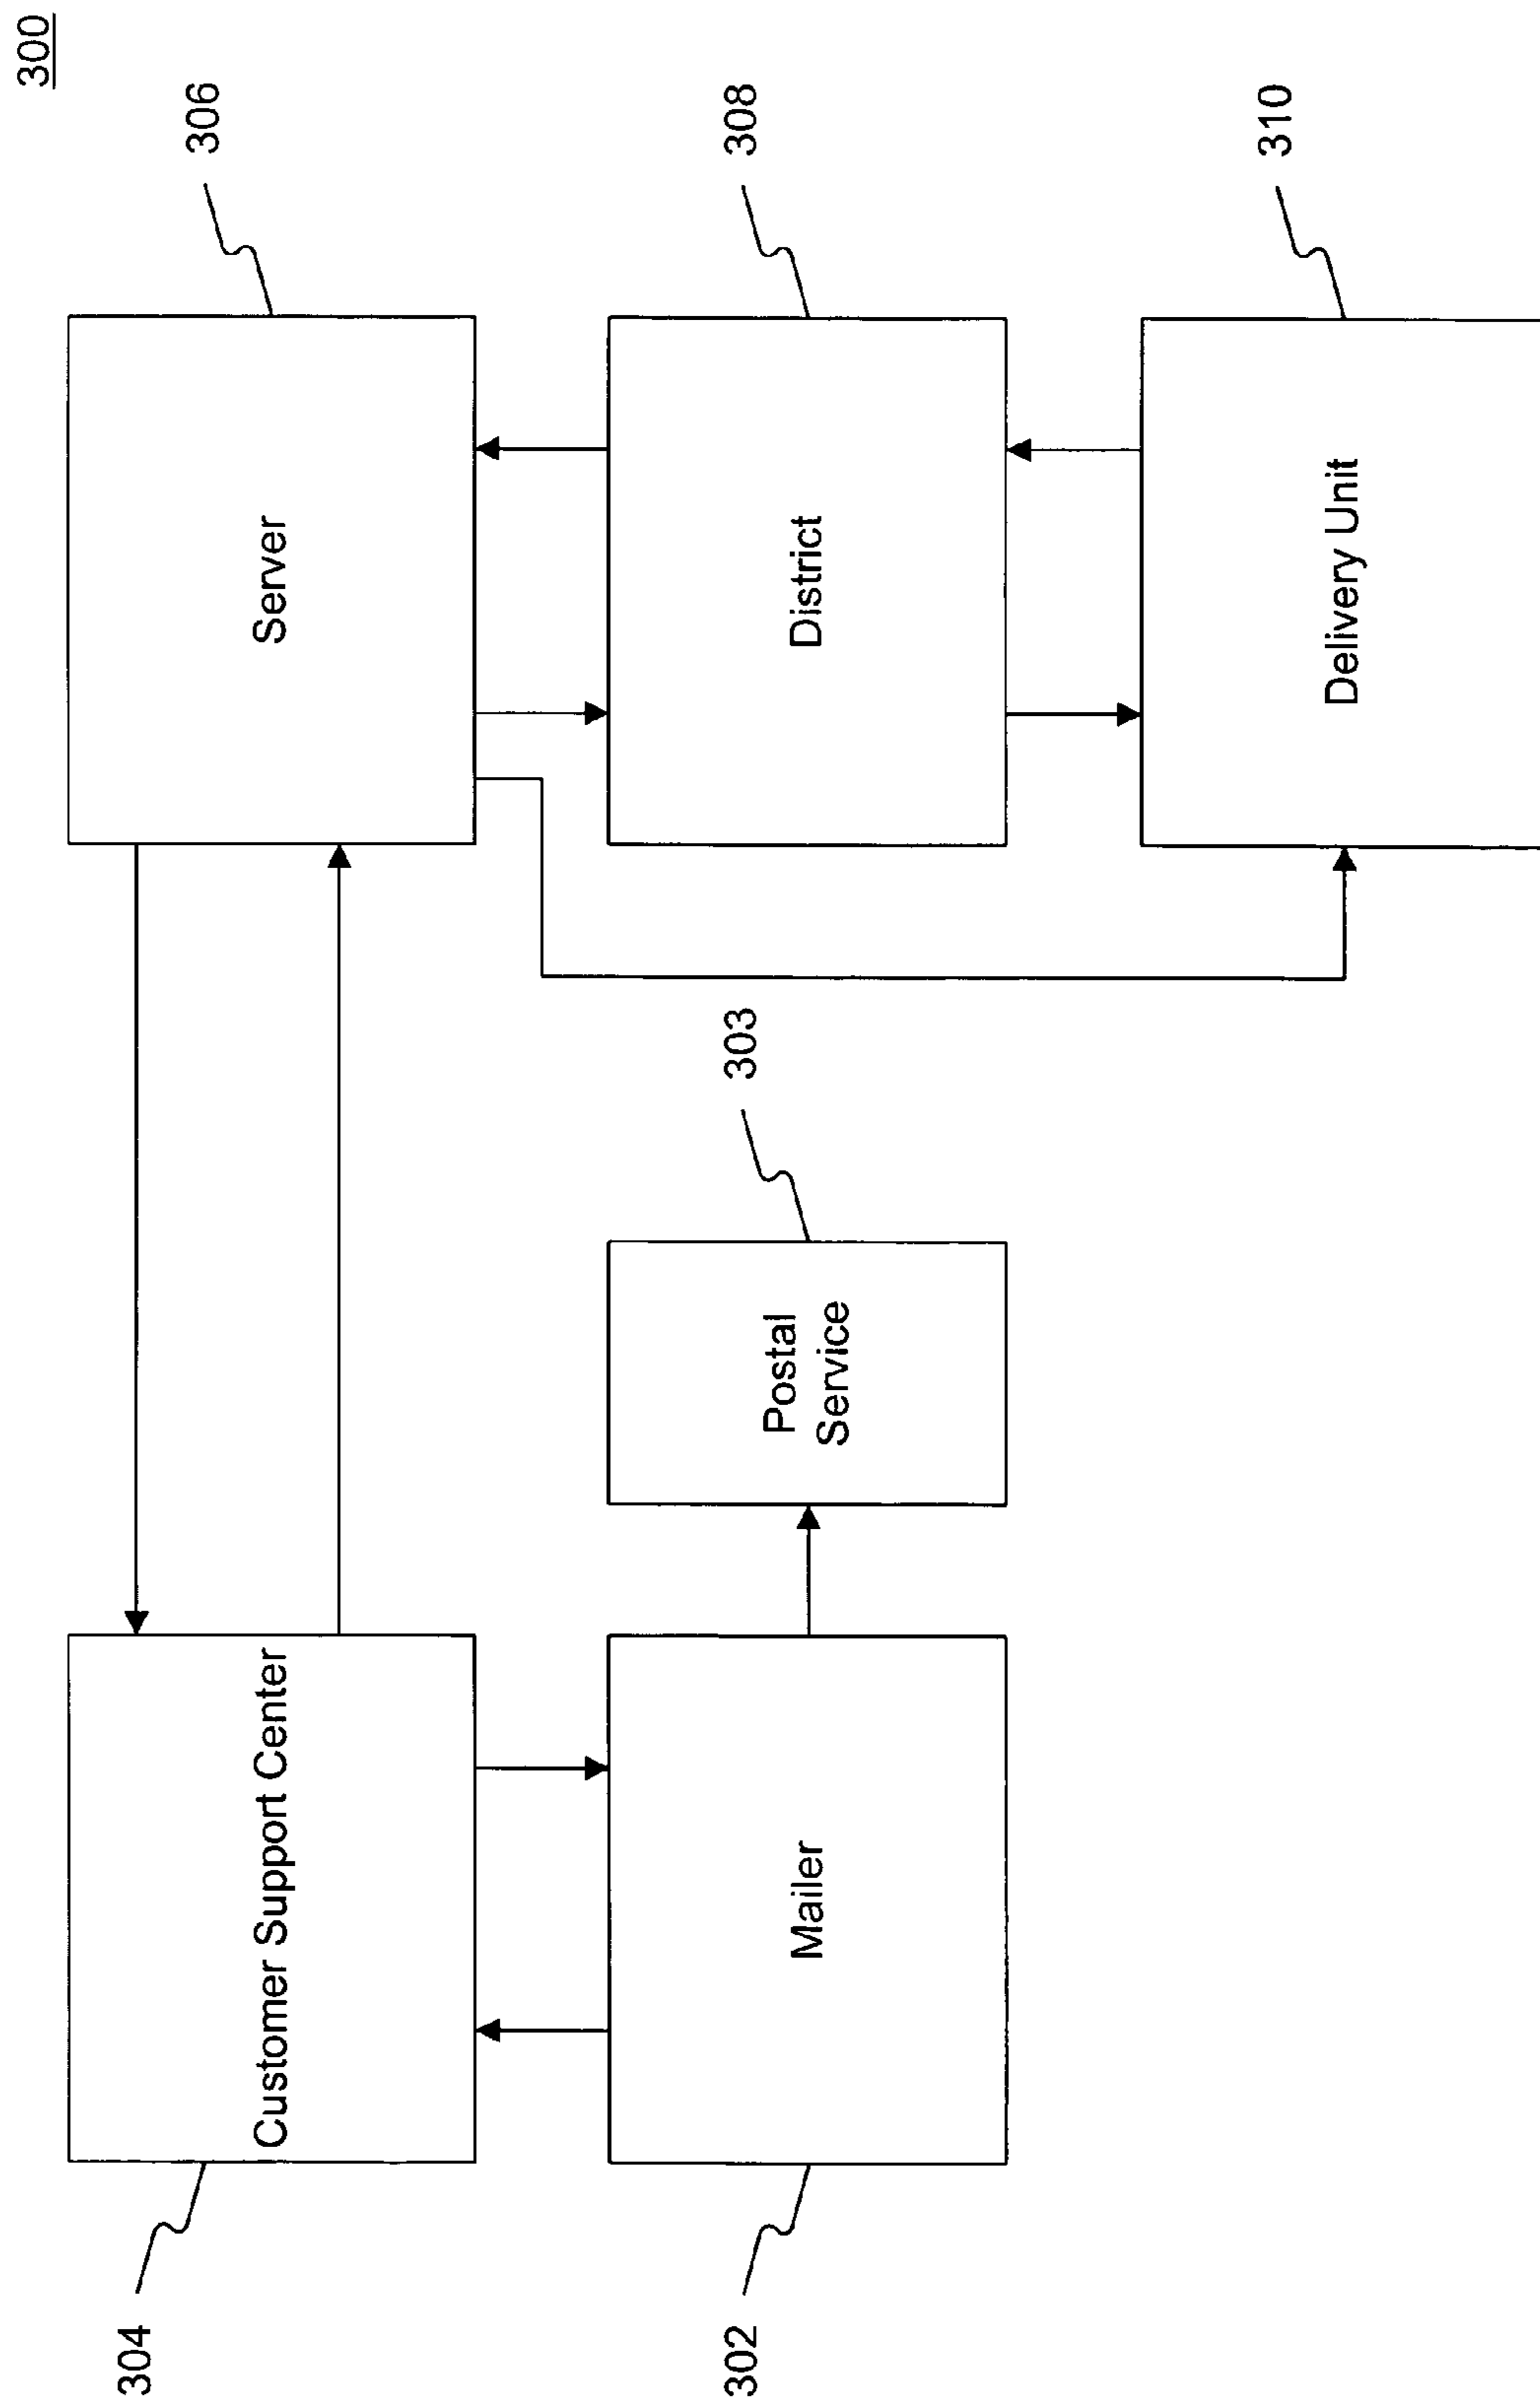 300
304
Customer Support Center
Server
306
302
Mailer
Postal
Service
303
District
308
Delivery Unit
310